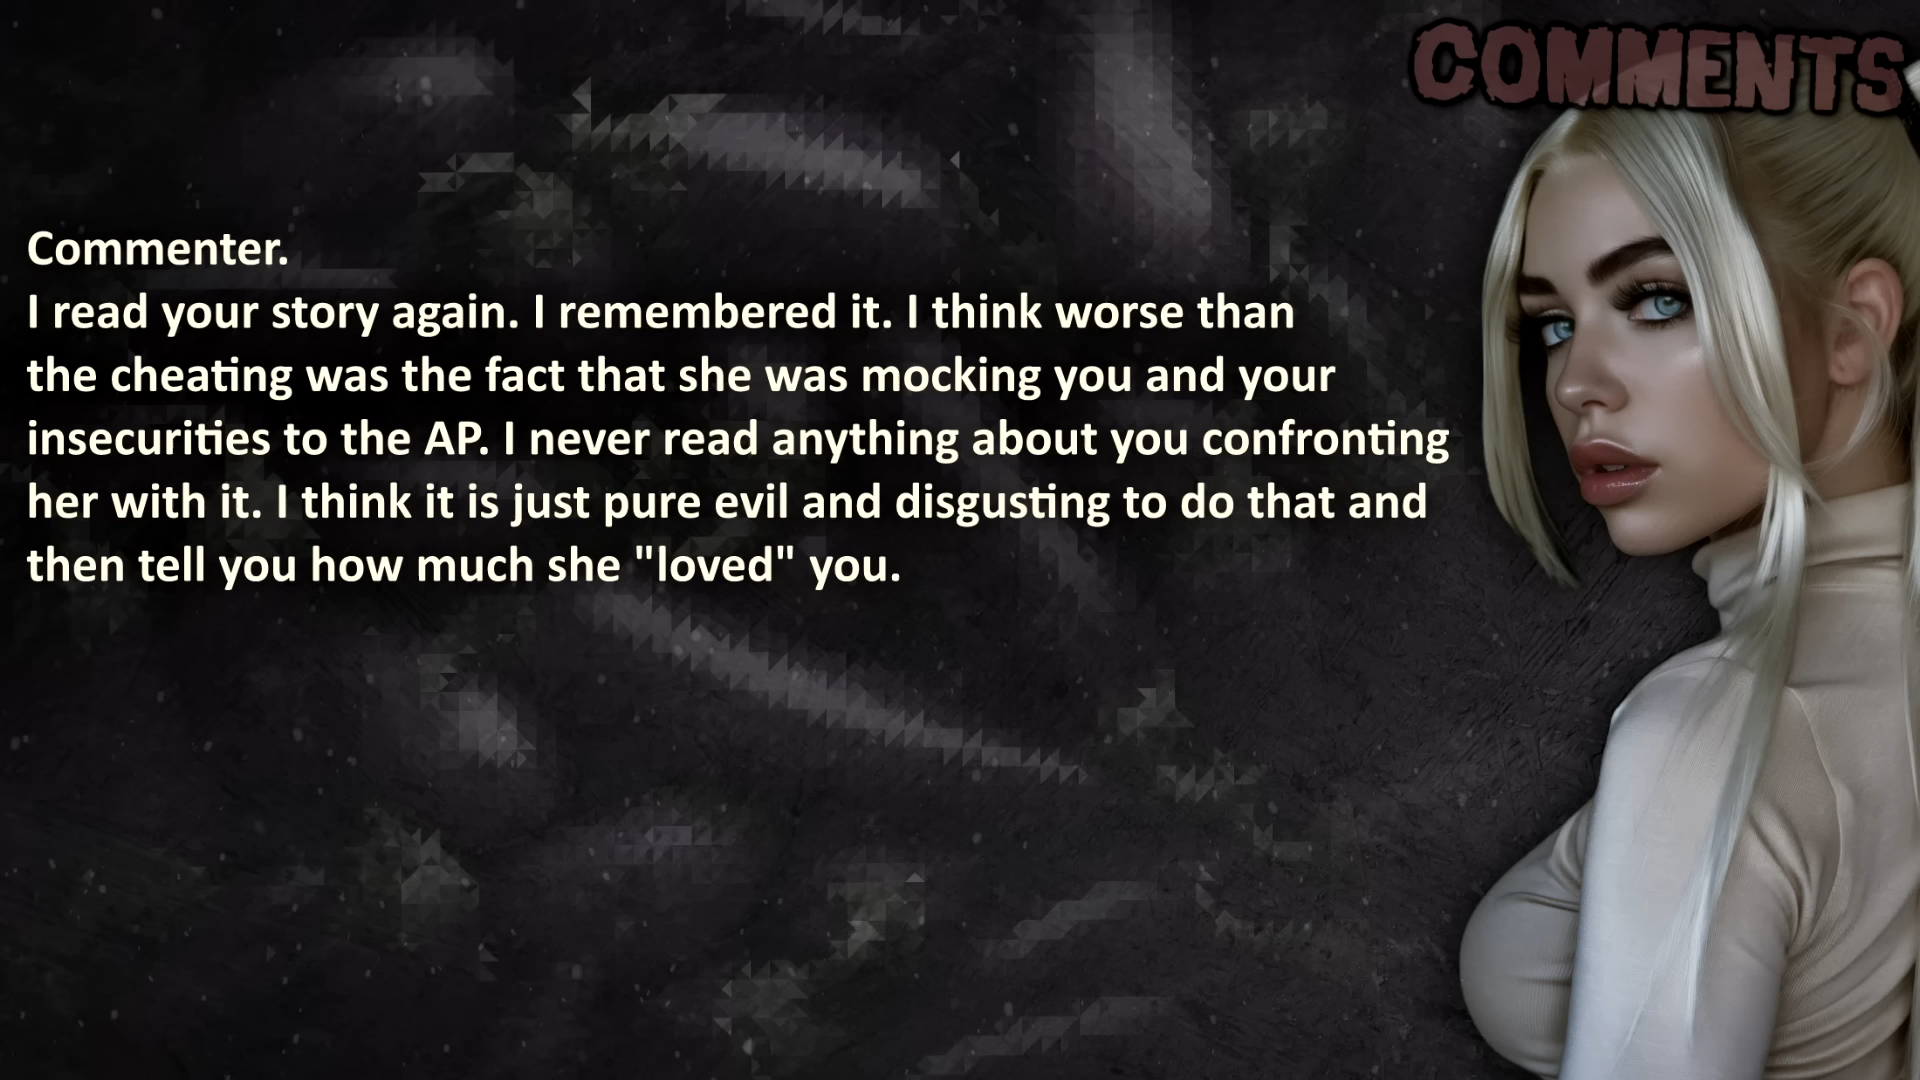 COMMENTS
Commenter.
I read your story again. I remembered it. I think worse than
the cheating was the fact that she was mocking you and your
insecurities to the AP. I never read anything about you confronting
her with it. I think it is just pure evil and disgusting to do that and
then tell you how much she "loved" you.